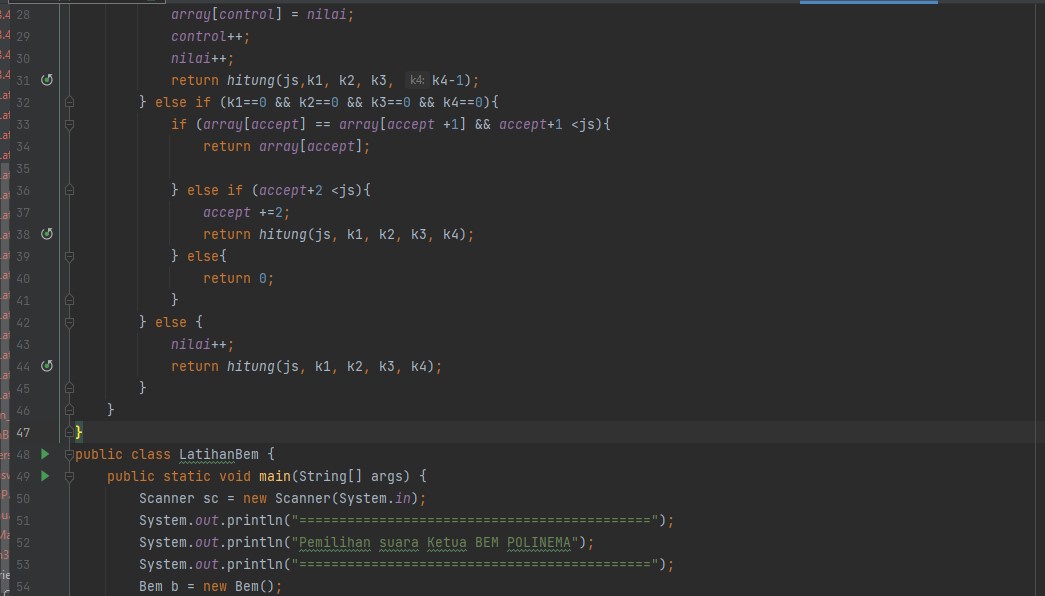 28 array[control] = nilai;
29 control++;
30 nilai++;
31 return hitung(js,k1, k2, k3, k4: k4-1);
32 } else if (k1==0 && k2==0 && k3==0 && k4==0){
33 if (array[accept] == array[accept +1] && accept+1 <js){
34 return array[accept];
35
36 } else if (accept+2 <js){
37 accept +=2;
38 return hitung(js, k1, k2, k3, k4);
39 } else{
40 return 0;
41 }
42 } else {
43 nilai++;
44 return hitung(js, k1, k2, k3, k4);
45 }
46 }
47 }
48 public class LatihanBem {
49 public static void main(String[] args) {
50 Scanner sc = new Scanner(System.in);
51 System.out.println("============================================");
52 System.out.println("Pemilihan suara Ketua BEM POLINEMA");
53 System.out.println("============================================");
54 Bem b = new Bem();